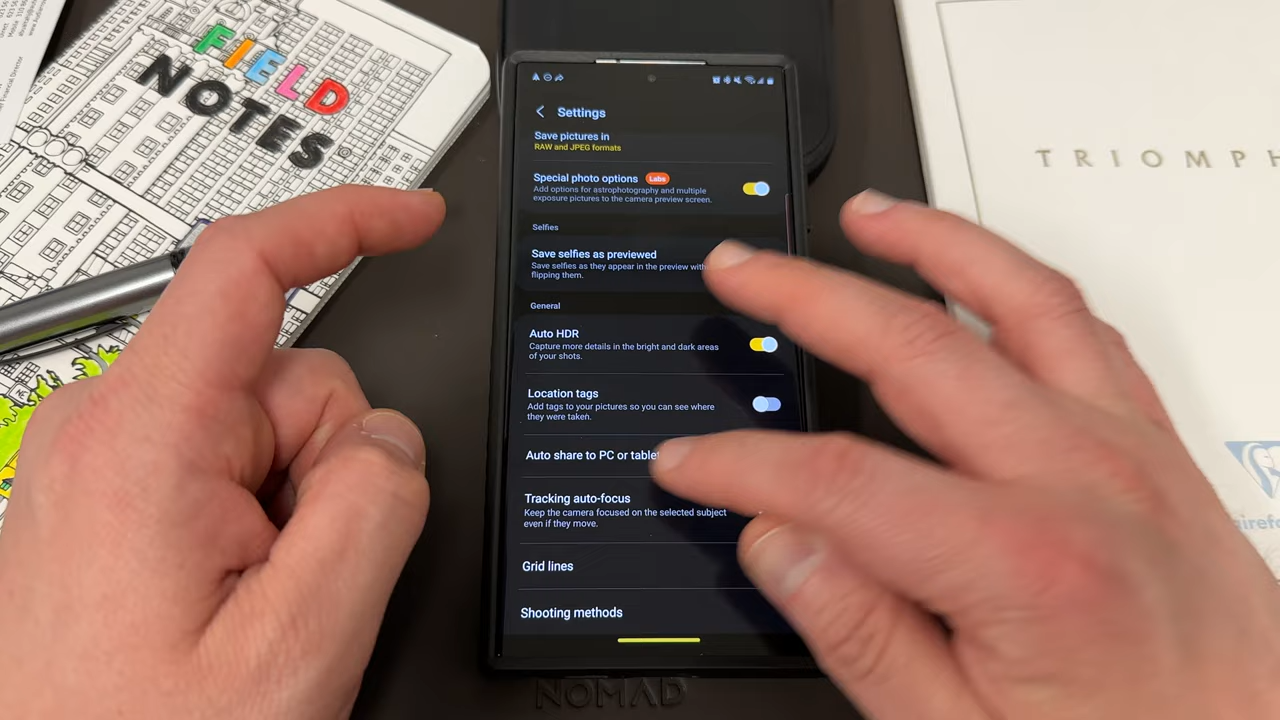 FIELD
NOTES
Financial Director
Settings
Save pictures in
RAW and JPEG formats
Special photo options Labs
Add options for astrophotography and multiple
exposure pictures to the camera preview screen.
Selfies
Save selfies as previewed
Save selfies as they appear in the preview
flipping them.
General
Auto HDR
Capture more details in the bright and dark areas
of your shots.
Location tags
Add tags to your pictures so you can see where
they were taken.
Auto share to PC or tablet
Tracking auto-focus
Keep the camera focused on the selected subject
even if they move.
Grid lines
Shooting methods
NOMAD
TRIOMPH